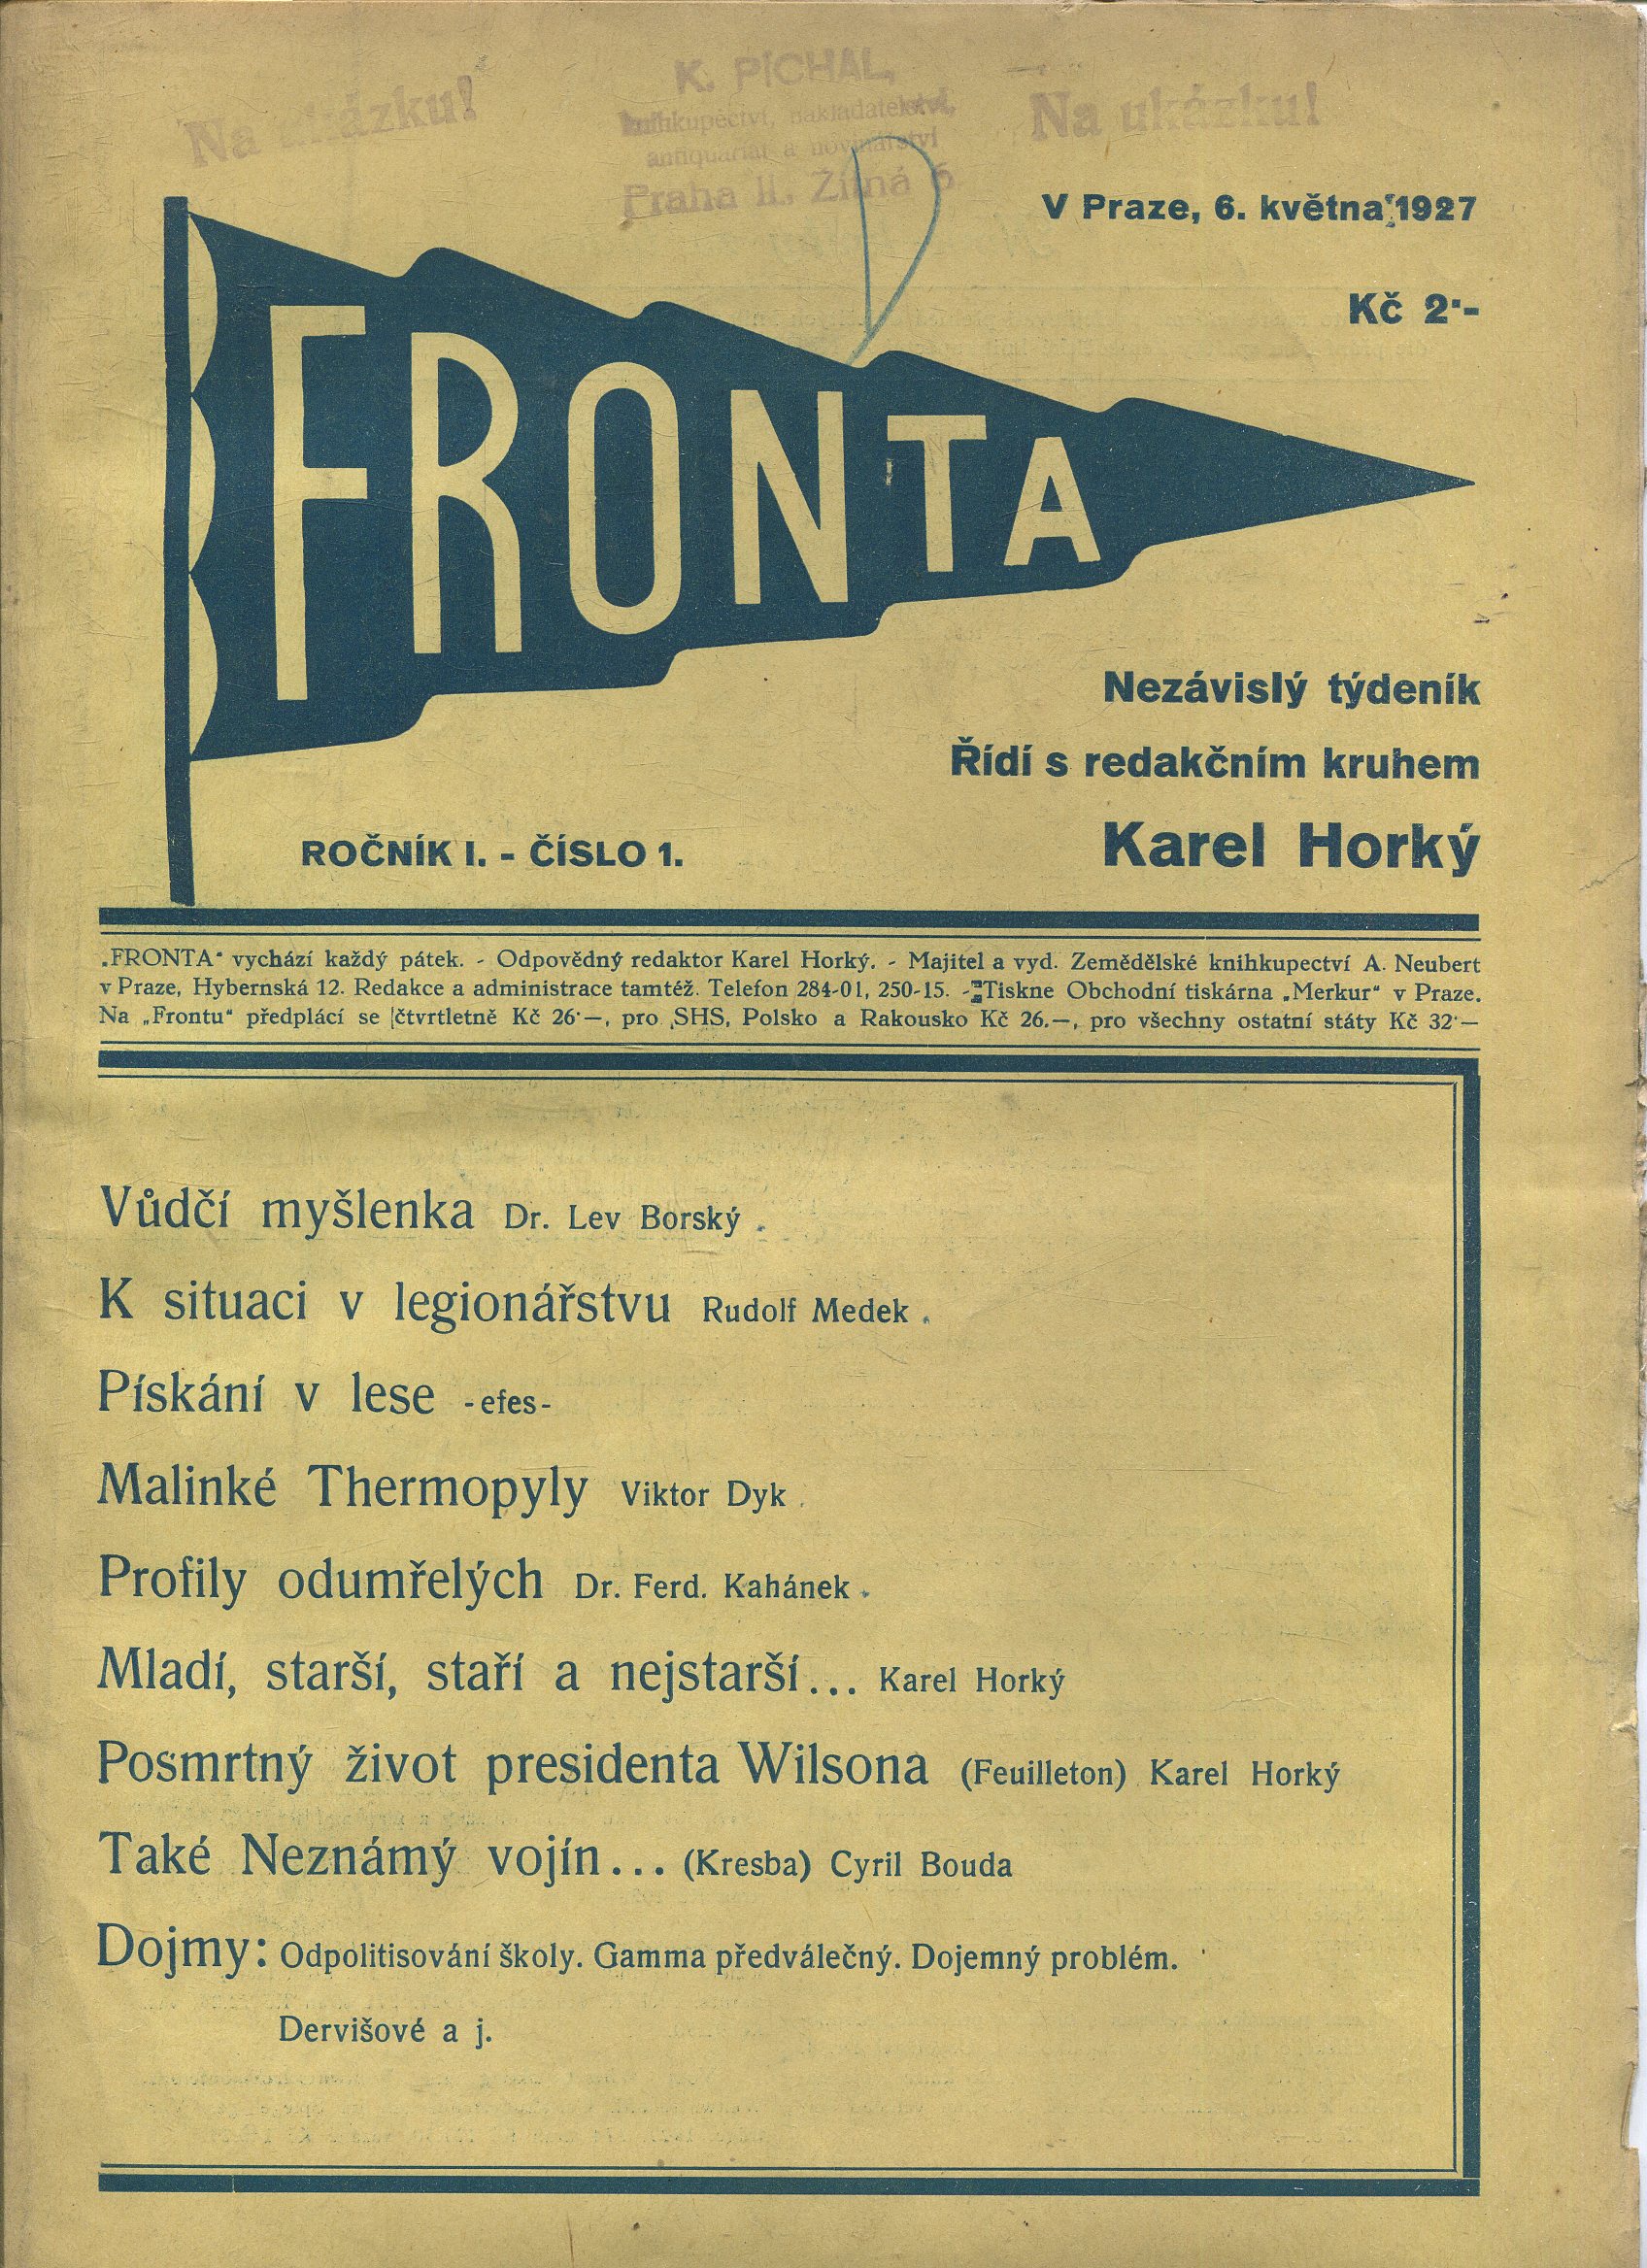 Na ukázku!
K. PÍCHAL,
knihkupectví, nakladatelství,
antiquariat a novinářství
Praha II. Žitná 6
Na ukázku!
D
V Praze, 6. května 1927
Kč 2·-
FRONTA
Nezávislý týdeník
Řídí s redakčním kruhem
Karel Horký
ROČNÍK I. - ČÍSLO 1.
„FRONTA“ vychází každý pátek. - Odpovědný redaktor Karel Horký. - Majitel a vyd. Zemědělské knihkupectví A. Neubert
v Praze, Hybernská 12. Redakce a administrace tamtéž. Telefon 284-01, 250-15. - Tiskne Obchodní tiskárna „Merkur“ v Praze.
Na „Frontu“ předplácí se čtvrtletně Kč 26·—, pro SHS, Polsko a Rakousko Kč 26.—, pro všechny ostatní státy Kč 32·—
Vůdčí myšlenka Dr. Lev Borský.
K situaci v legionářstvu Rudolf Medek.
Pískání v lese -efes-
Malinké Thermopyly Viktor Dyk.
Profily odumřelých Dr. Ferd. Kahánek.
Mladí, starší, staří a nejstarší... Karel Horký
Posmrtný život presidenta Wilsona (Feuilleton) Karel Horký
Také Neznámý vojín... (Kresba) Cyril Bouda
Dojmy: Odpolitisování školy. Gamma předválečný. Dojemný problém.
Dervišové a j.